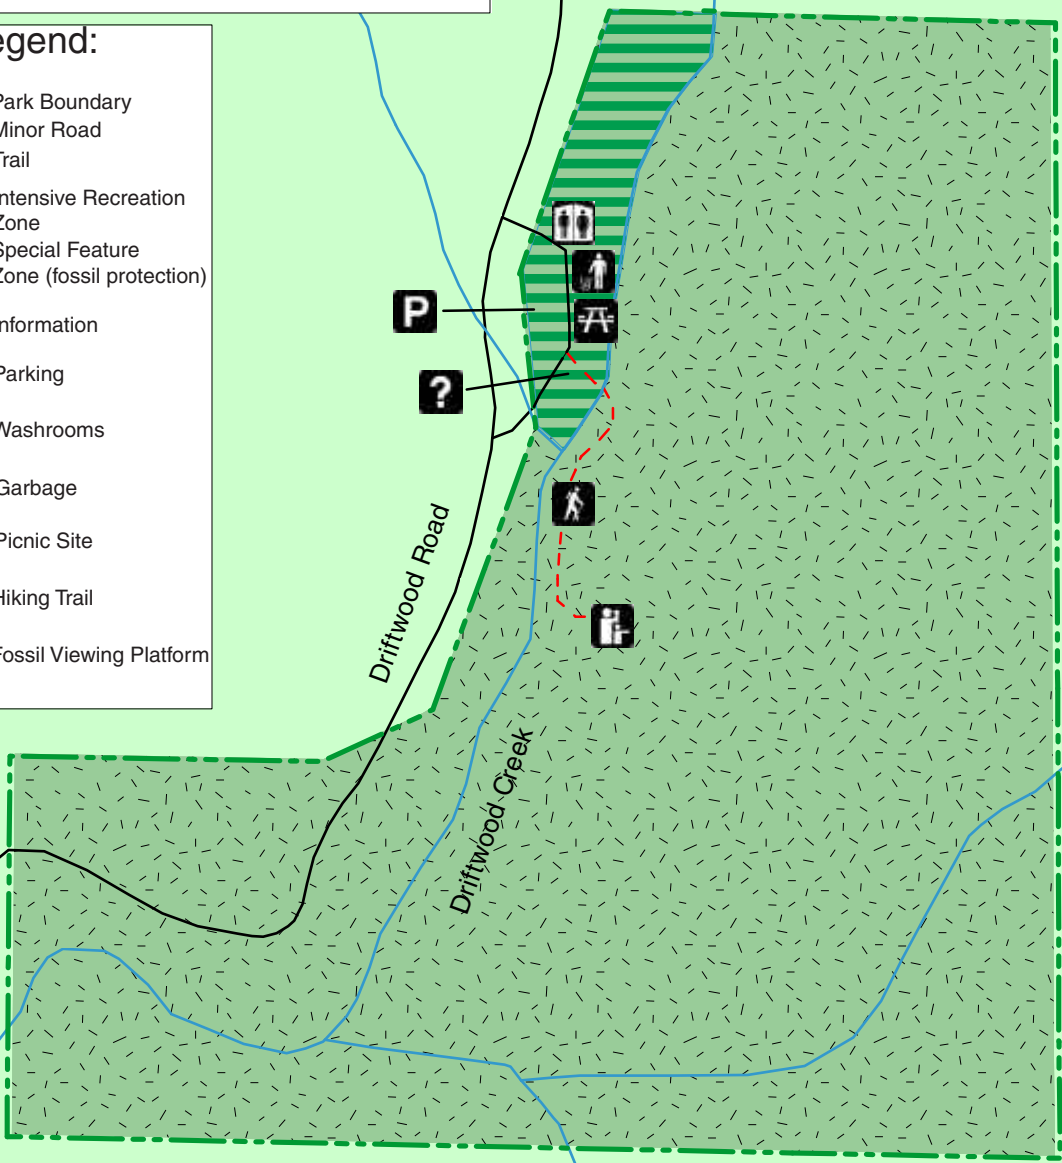 egend:
Park Boundary
Minor Road
Trail
ntensive Recreation
Zone
Special Feature
Zone (fossil protection)
nformation
Parking
Washrooms
Garbage
Picnic Site
Hiking Trail
Fossil Viewing Platform
P
?
Driftwood Road
Driftwood Creek